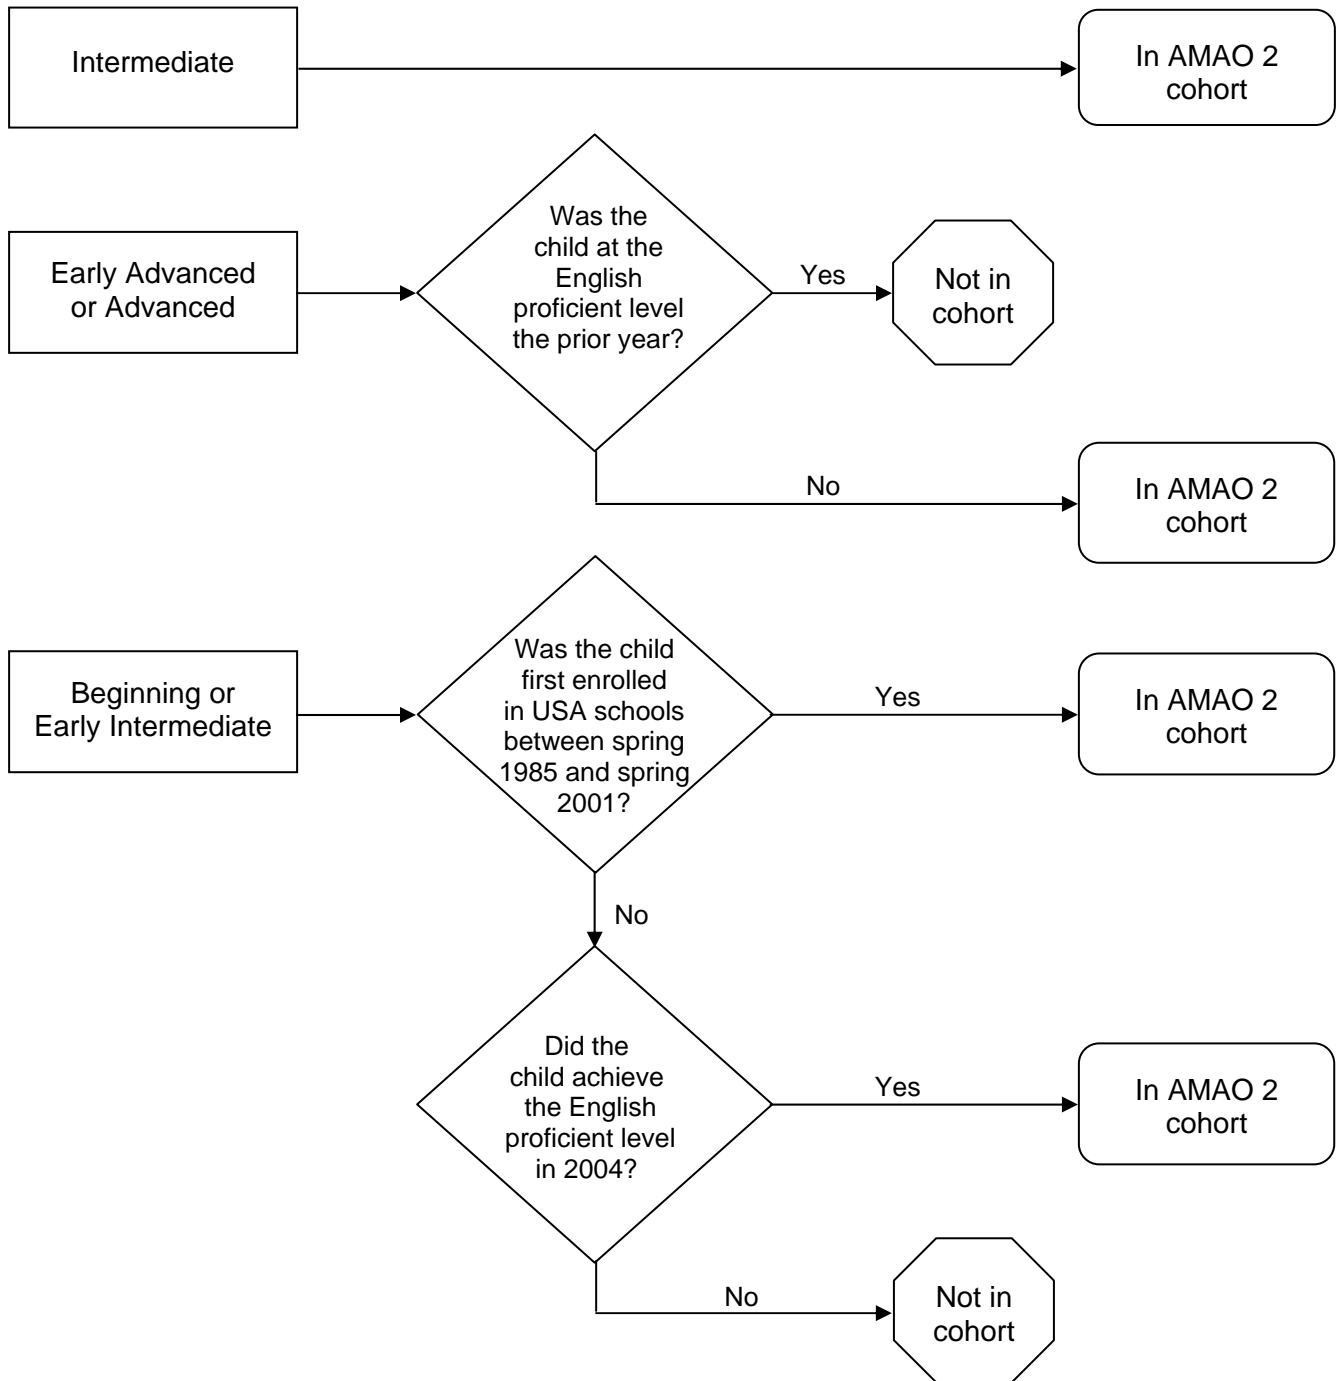 Intermediate
In AMAO 2
cohort
Was the
child at the
English
proficient level
the prior year?
Early Advanced
or Advanced
Yes
Not in
cohort
No
In AMAO 2
cohort
Was the child
first enrolled
in USA schools
between spring
1985 and spring
2001?
Beginning or
Early Intermediate
Yes
In AMAO 2
cohort
No
Did the
child achieve
the English
proficient level
in 2004?
Yes
In AMAO 2
cohort
No
Not in
cohort